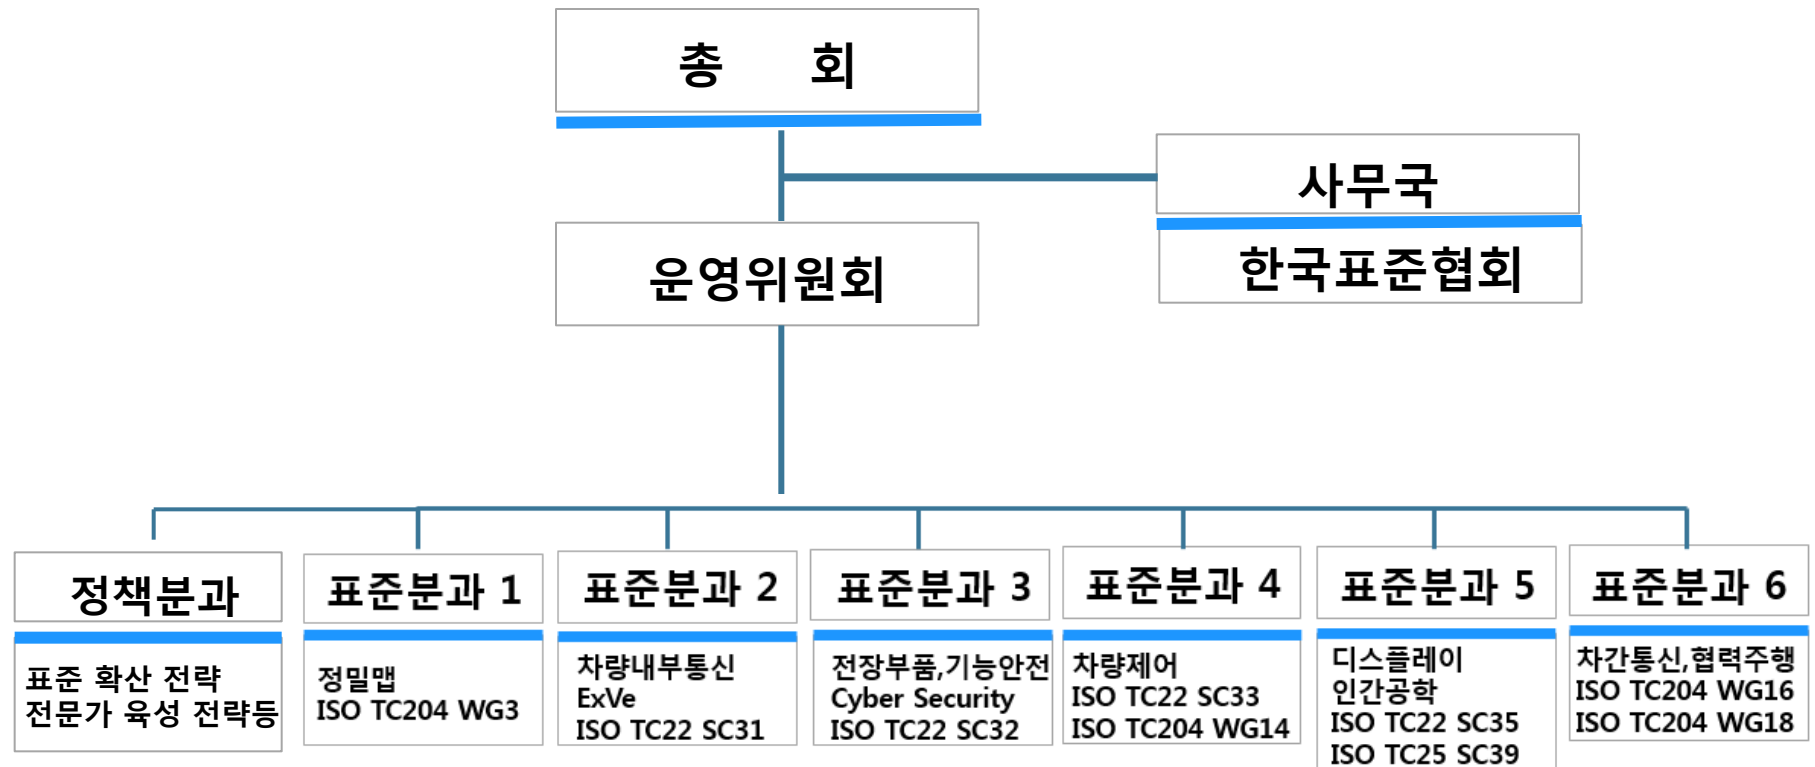 총 회
사무국
한국표준협회
운영위원회
정책분과
표준 확산 전략
전문가 육성 전략등
표준분과 1
정밀맵
ISO TC204 WG3
표준분과 2
차량내부통신
ExVe
ISO TC22 SC31
표준분과 3
전장부품,기능안전
Cyber Security
ISO TC22 SC32
표준분과 4
차량제어
ISO TC22 SC33
ISO TC204 WG14
표준분과 5
디스플레이
인간공학
ISO TC22 SC35
ISO TC25 SC39
표준분과 6
차간통신,협력주행
ISO TC204 WG16
ISO TC204 WG18